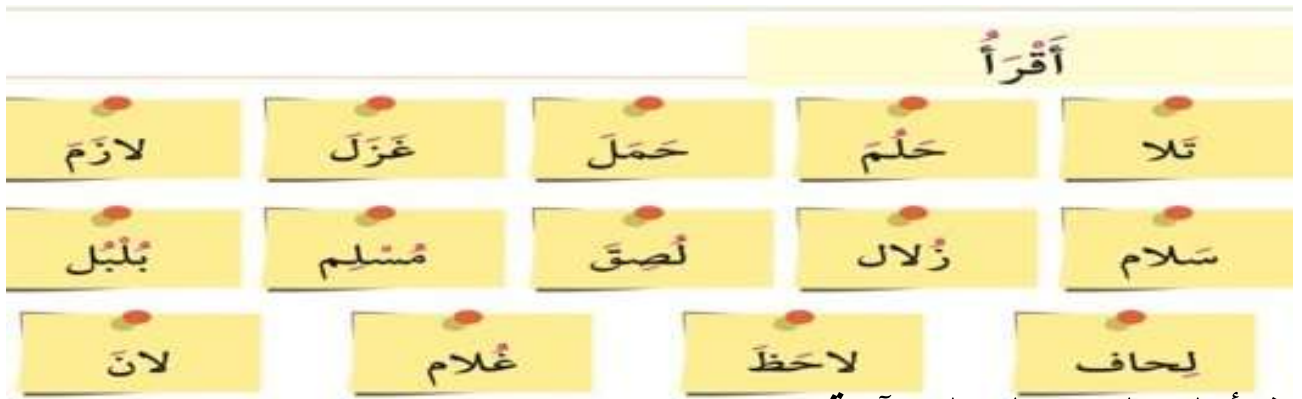 أَقْرَأُ
تَلا حَلُمَ حَمَلَ غَزَلَ لازَمَ
سَلام زُلال لُصِقَ مُسْلِم بُلْبُل
لِحاف لاحَظَ غُلام لانَ